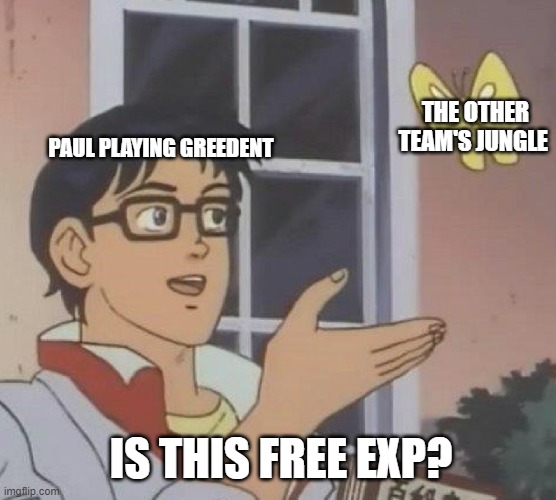 THE OTHER
TEAM'S JUNGLE
PAUL PLAYING GREEDENT
IS THIS FREE EXP?
imgflip.com